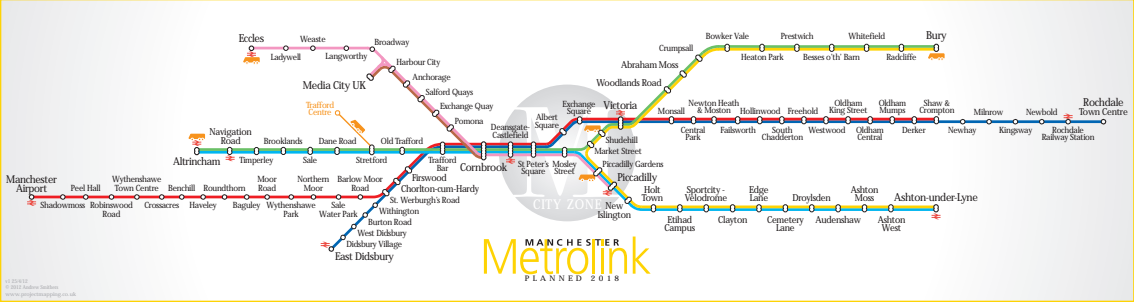 Eccles
Weaste
Ladywell
Langworthy
Broadway
Harbour City
Media City UK
Anchorage
Salford Quays
Exchange Quay
Pomona
Trafford
Centre
Navigation
Road
Altrincham
Timperley
Brooklands
Sale
Dane Road
Stretford
Old Trafford
Trafford
Bar
Cornbrook
Deansgate-
Castlefield
St Peter's
Square
Albert
Square
Exchange
Square
Victoria
Mosley
Street
Shudehill
Market Street
Piccadilly Gardens
Piccadilly
New
Islington
CITY ZONE
Woodlands Road
Abraham Moss
Crumpsall
Bowker Vale
Heaton Park
Prestwich
Besses o'th' Barn
Whitefield
Radcliffe
Bury
Monsall
Central
Park
Newton Heath
& Moston
Failsworth
Hollinwood
South
Chadderton
Freehold
Westwood
Oldham
King Street
Oldham
Central
Oldham
Mumps
Derker
Shaw &
Crompton
Newhay
Milnrow
Kingsway
Newbold
Rochdale
Railway Station
Rochdale
Town Centre
Holt
Town
Etihad
Campus
Sportcity -
Velodrome
Clayton
Edge
Lane
Cemetery
Lane
Droylsden
Audenshaw
Ashton
Moss
Ashton
West
Ashton-under-Lyne
Manchester
Airport
Shadowmoss
Peel Hall
Robinswood
Road
Wythenshawe
Town Centre
Crossacres
Benchill
Haveley
Roundthorn
Baguley
Moor
Road
Wythenshawe
Park
Northern
Moor
Sale
Water Park
Barlow Moor
Road
Firswood
Chorlton-cum-Hardy
St. Werburgh's Road
Withington
Burton Road
West Didsbury
Didsbury Village
East Didsbury
MANCHESTER
Metrolink
PLANNED 2018
www.projectmapping.co.uk